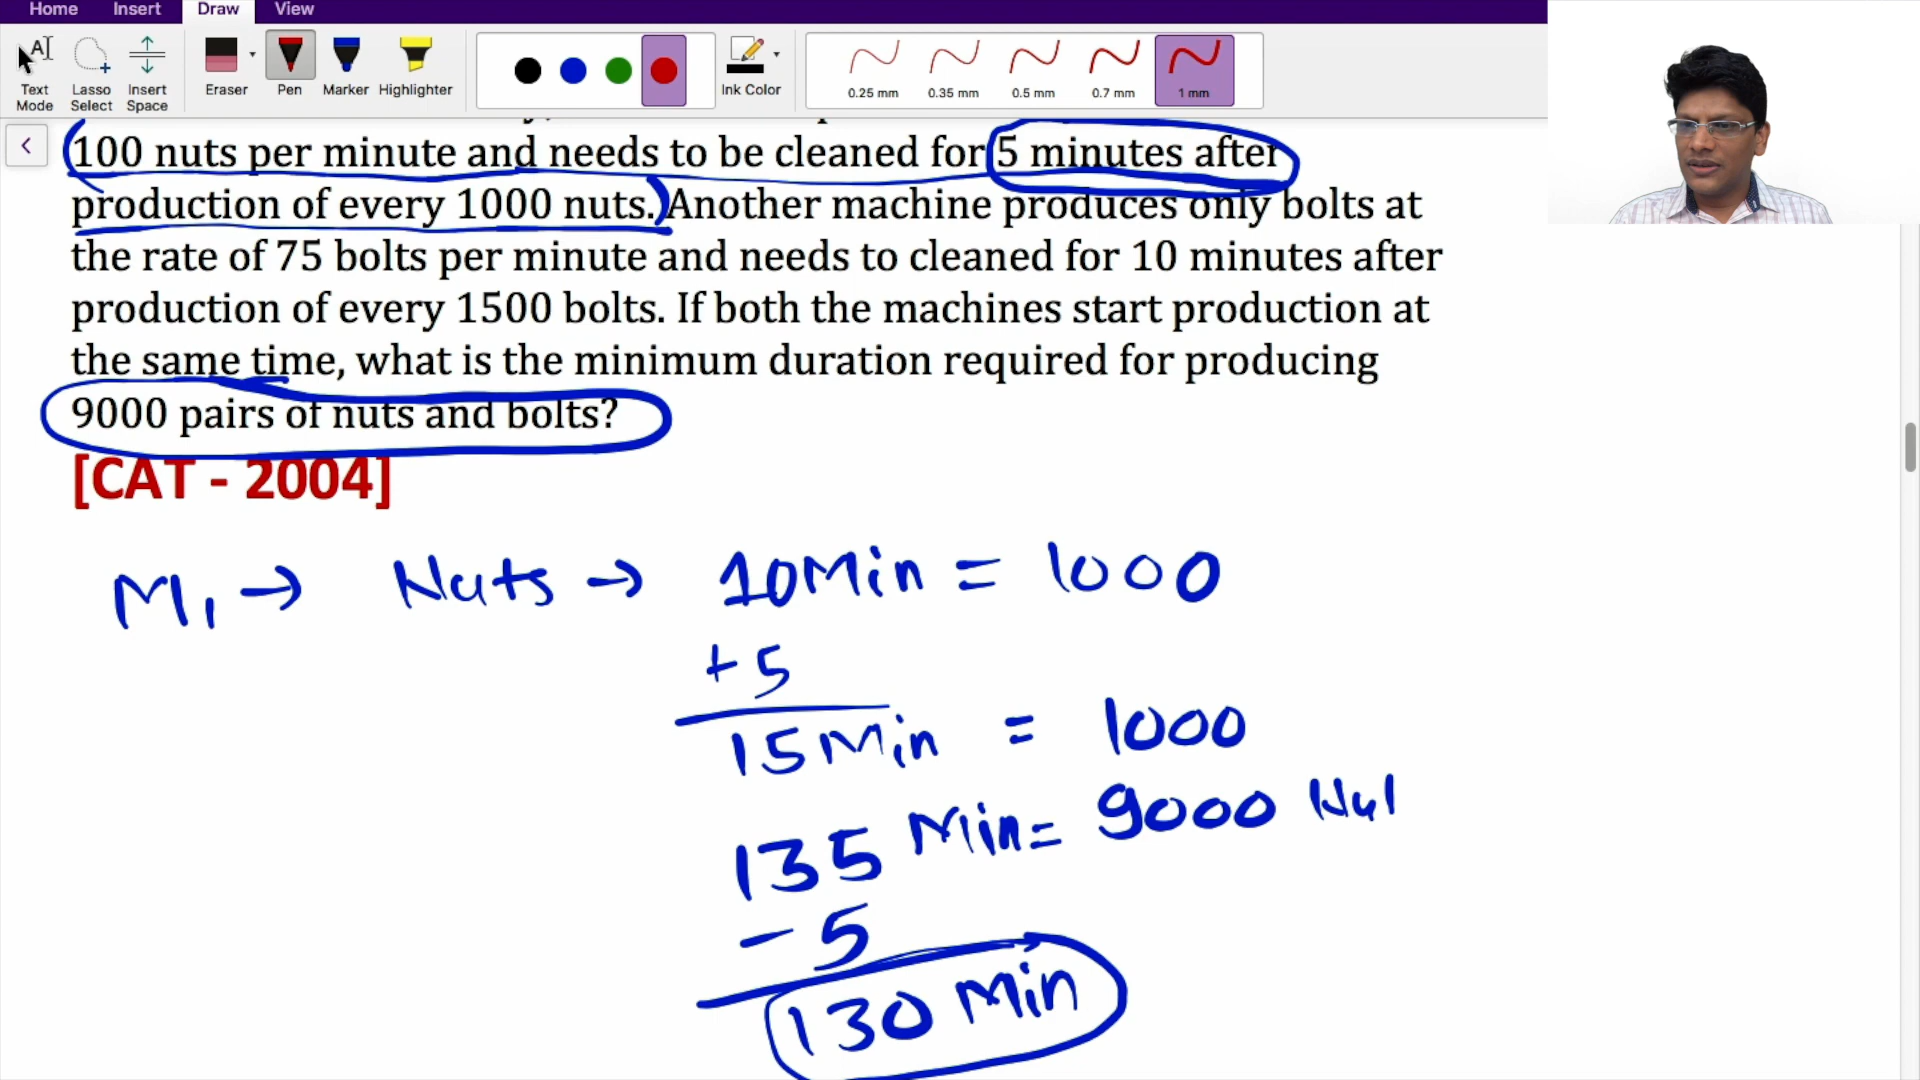 Home Insert Draw View
Text Mode Lasso Select Insert Space Eraser Pen Marker Highlighter Ink Color 0.25 mm 0.35 mm 0.5 mm 0.7 mm 1 mm
100 nuts per minute and needs to be cleaned for 5 minutes after
production of every 1000 nuts. Another machine produces only bolts at
the rate of 75 bolts per minute and needs to cleaned for 10 minutes after
production of every 1500 bolts. If both the machines start production at
the same time, what is the minimum duration required for producing
9000 pairs of nuts and bolts?
[CAT - 2004]
M1 → Nuts → 10Min = 1000
+ 5
15Min = 1000
135 Min = 9000 Nut
- 5
130 Min